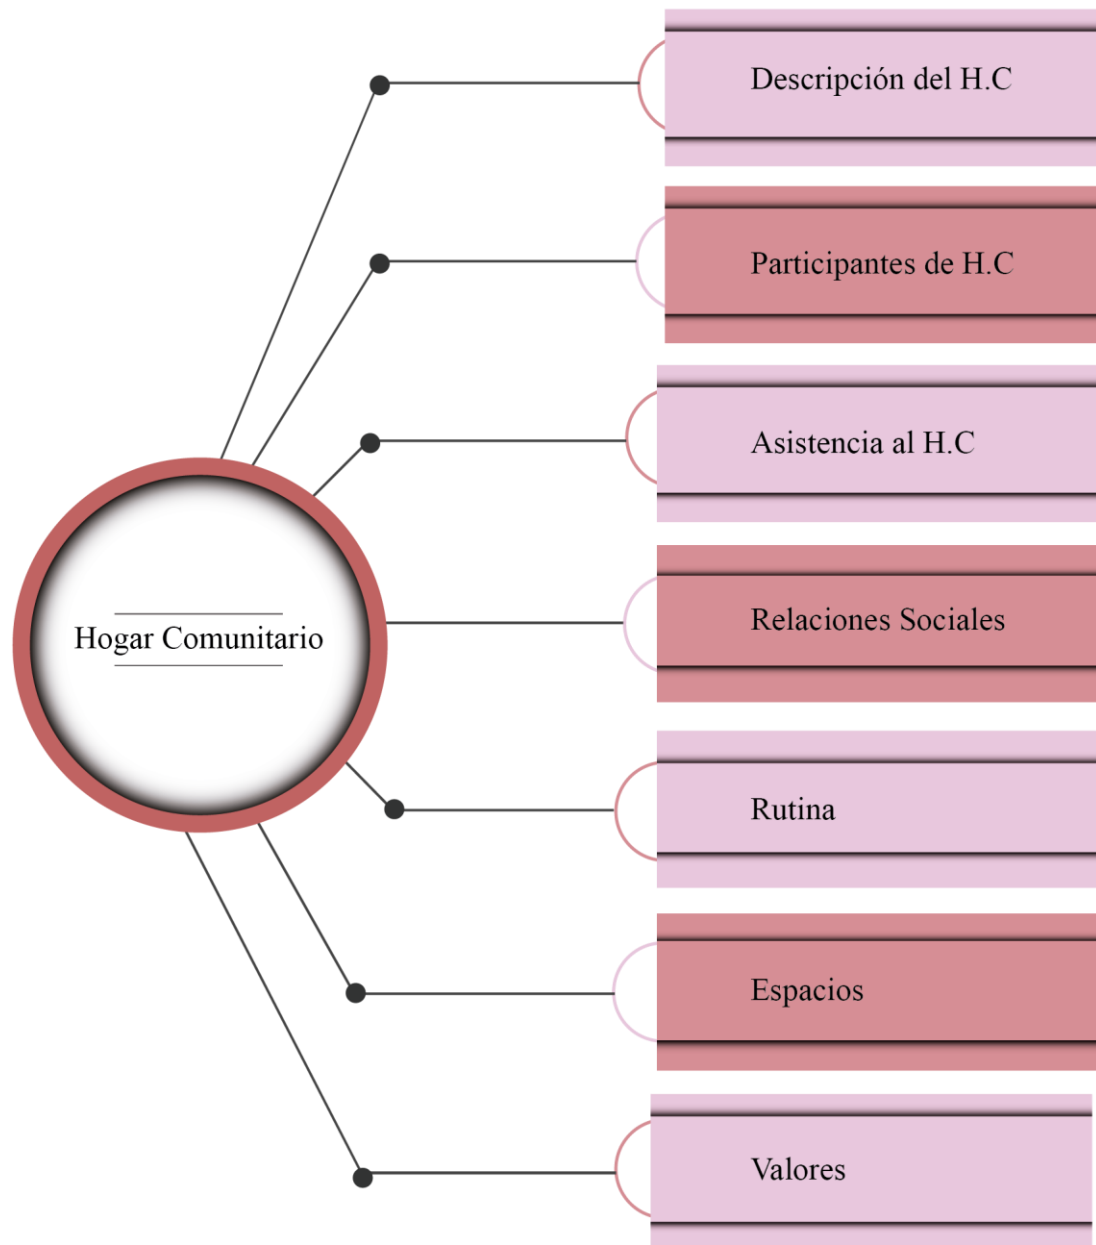 Descripción del H.C
Participantes de H.C
Asistencia al H.C
Hogar Comunitario
Relaciones Sociales
Rutina
Espacios
Valores